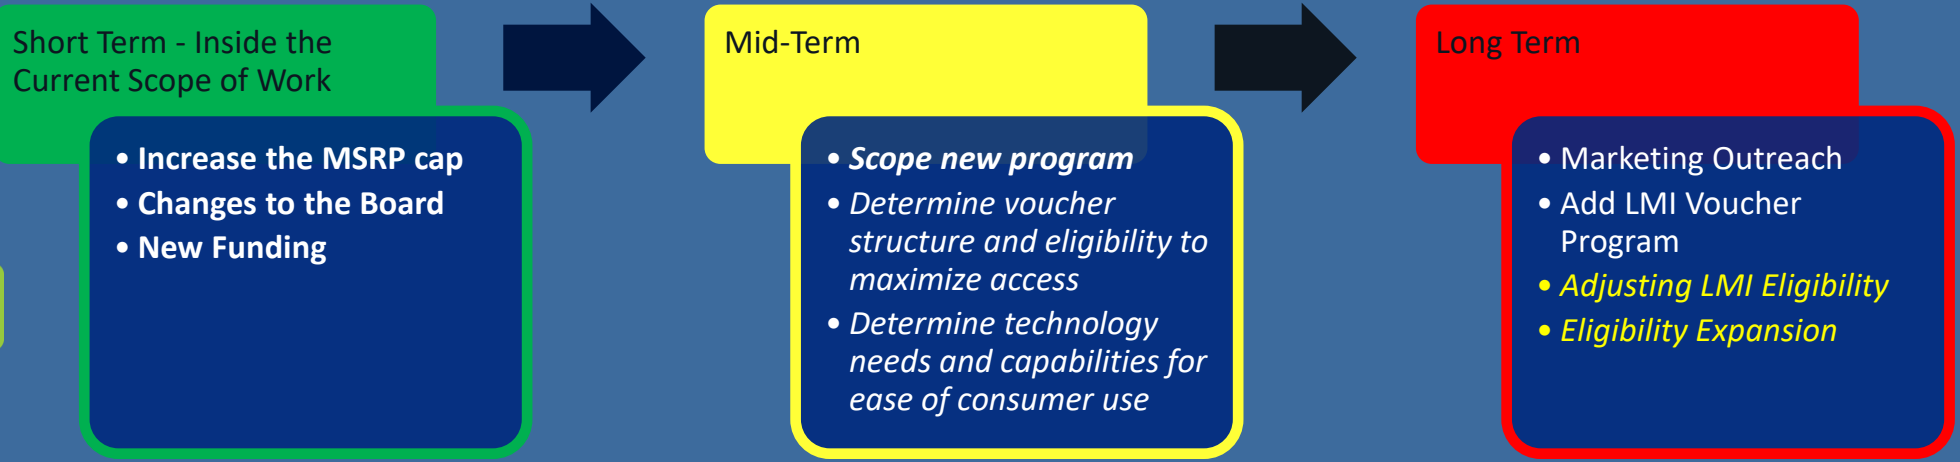 Short Term - Inside the
Current Scope of Work
• Increase the MSRP cap
• Changes to the Board
• New Funding
Mid-Term
• Scope new program
• Determine voucher
structure and eligibility to
maximize access
• Determine technology
needs and capabilities for
ease of consumer use
Long Term
• Marketing Outreach
• Add LMI Voucher
Program
• Adjusting LMI Eligibility
• Eligibility Expansion